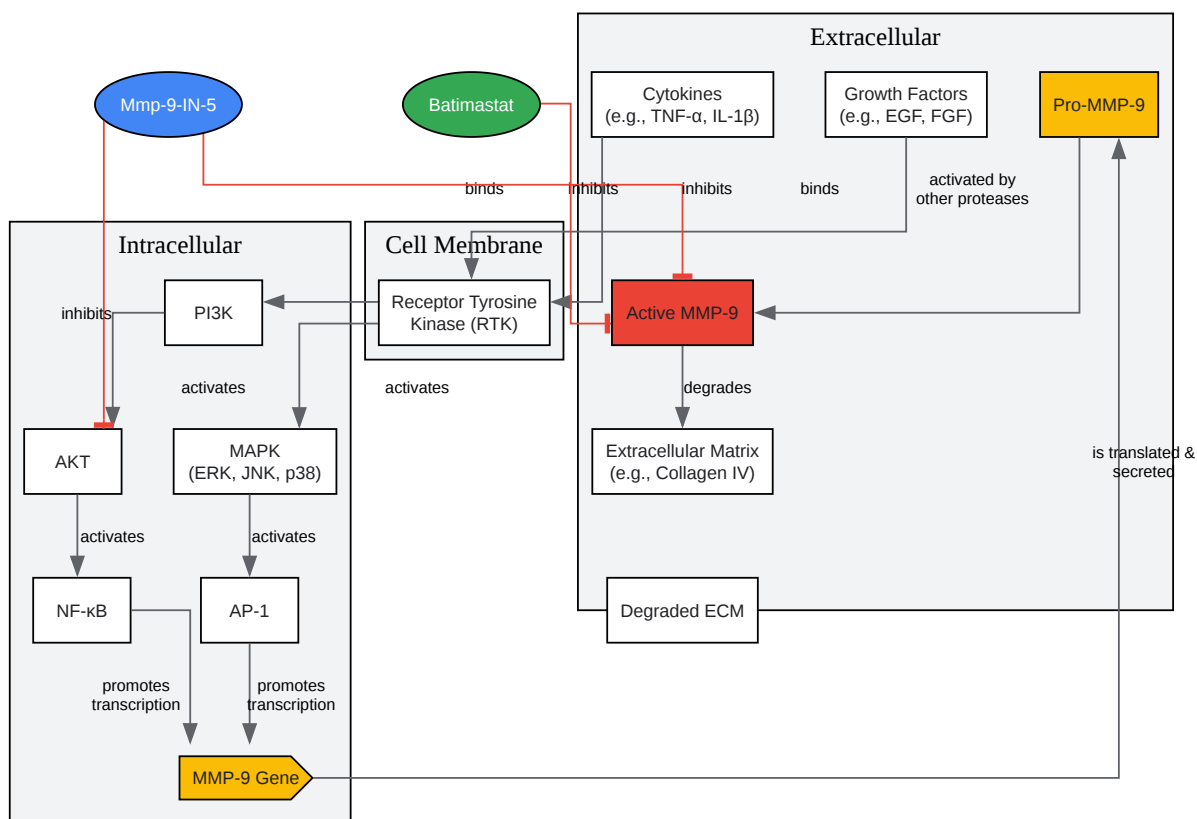 Extracellular
Mmp-9-IN-5
Batimastat
Cytokines
(e.g., TNF-α, IL-1β)
Growth Factors
(e.g., EGF, FGF)
Pro-MMP-9
binds
inhibits
inhibits
binds
activated by
other proteases
Intracellular
Cell Membrane
inhibits
PI3K
Receptor Tyrosine
Kinase (RTK)
Active MMP-9
activates
activates
degrades
AKT
MAPK
(ERK, JNK, p38)
Extracellular Matrix
(e.g., Collagen IV)
is translated &
secreted
activates
activates
NF-κB
AP-1
Degraded ECM
promotes
transcription
promotes
transcription
MMP-9 Gene